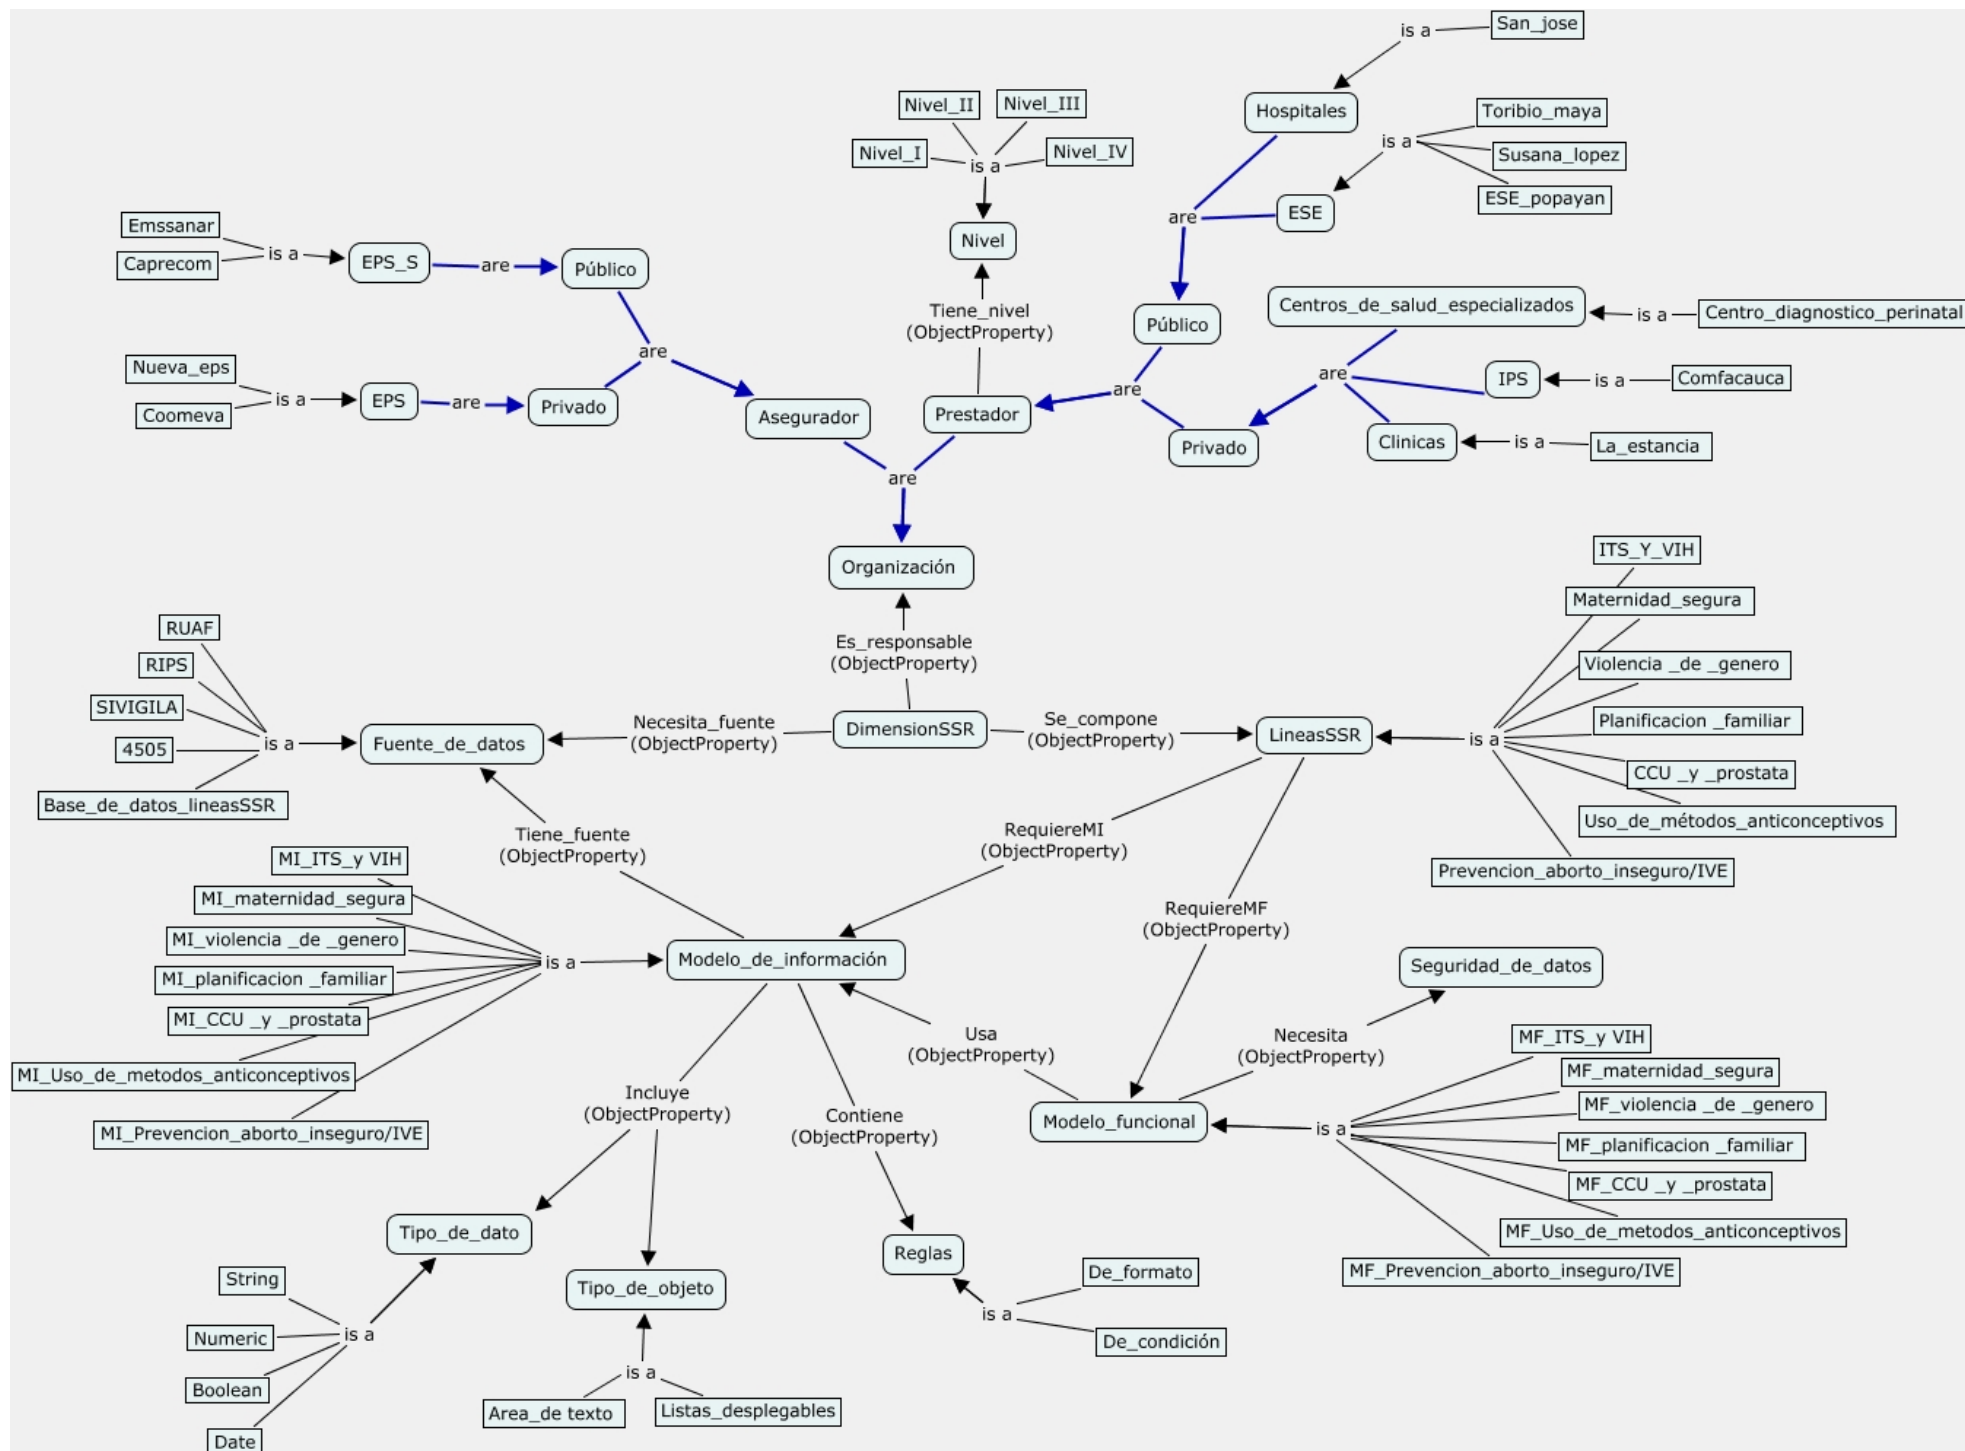 San_jose
is a
Hospitales
Nivel_II
Nivel_III
Nivel_I
Nivel_IV
is a
Nivel
Toribio_maya
is a
Susana_lopez
ESE_popayan
ESE
are
Emssanar
Caprecom
is a
EPS_S
are
Público
Nueva_eps
Coomeva
is a
EPS
are
Privado
are
Asegurador
Tiene_nivel
(ObjectProperty)
Prestador
are
Público
Privado
are
Centros_de_salud_especializados
is a
Centro_diagnostico_perinatal
IPS
is a
Comfacauca
Clinicas
is a
La_estancia
are
Organización
Es_responsable
(ObjectProperty)
DimensionSSR
Necesita_fuente
(ObjectProperty)
Se_compone
(ObjectProperty)
RUAF
RIPS
SIVIGILA
4505
Base_de_datos_lineasSSR
is a
Fuente_de_datos
LineasSSR
is a
ITS_Y_VIH
Maternidad_segura
Violencia _de _genero
Planificacion _familiar
CCU _y _prostata
Uso_de_métodos_anticonceptivos
Prevencion_aborto_inseguro/IVE
Tiene_fuente
(ObjectProperty)
RequiereMI
(ObjectProperty)
RequiereMF
(ObjectProperty)
MI_ITS_y VIH
MI_maternidad_segura
MI_violencia _de _genero
MI_planificacion _familiar
MI_CCU _y _prostata
MI_Uso_de_metodos_anticonceptivos
MI_Prevencion_aborto_inseguro/IVE
is a
Modelo_de_información
Seguridad_de_datos
Usa
(ObjectProperty)
Necesita
(ObjectProperty)
Modelo_funcional
is a
MF_ITS_y VIH
MF_maternidad_segura
MF_violencia _de _genero
MF_planificacion _familiar
MF_CCU _y _prostata
MF_Uso_de_metodos_anticonceptivos
MF_Prevencion_aborto_inseguro/IVE
Incluye
(ObjectProperty)
Contiene
(ObjectProperty)
Tipo_de_dato
Tipo_de_objeto
Reglas
String
Numeric
Boolean
Date
is a
is a
Area_de texto
Listas_desplegables
is a
De_formato
De_condición